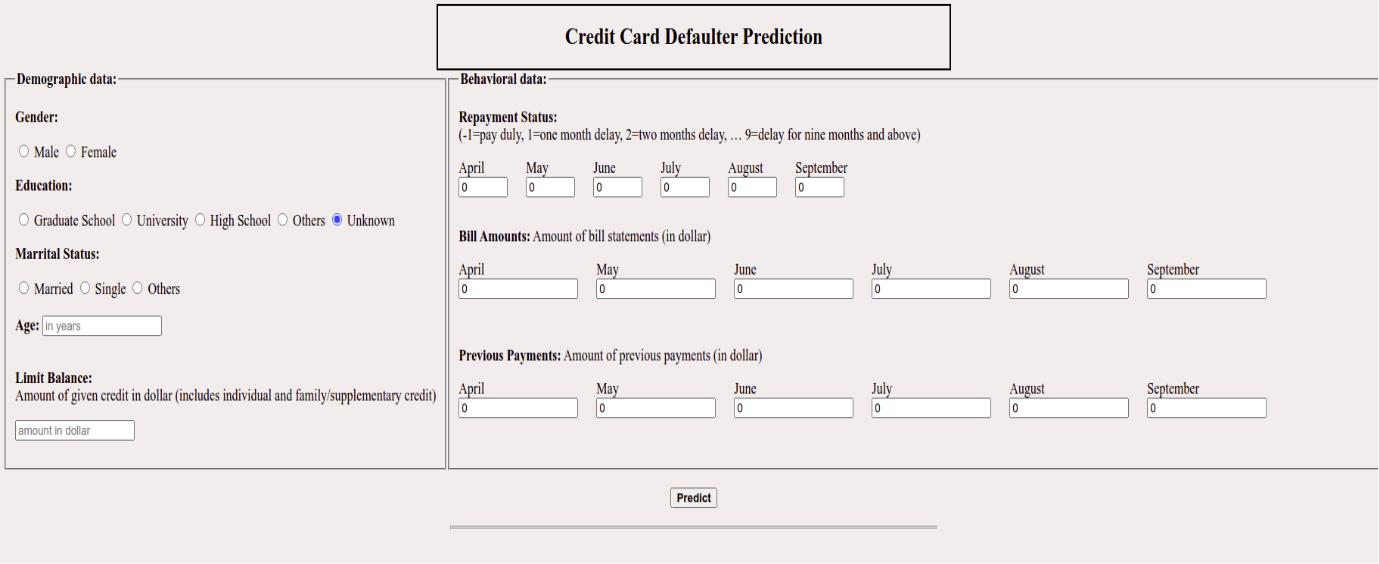 Credit Card Defaulter Prediction
Demographic data:
Gender:
Male Female
Education:
Graduate School University High School Others Unknown
Marrital Status:
Married Single Others
Age: in years
Limit Balance:
Amount of given credit in dollar (includes individual and family/supplementary credit)
amount in dollar
Behavioral data:
Repayment Status:
(-1=pay duly, 1=one month delay, 2=two months delay, … 9=delay for nine months and above)
April May June July August September
0 0 0 0 0 0
Bill Amounts: Amount of bill statements (in dollar)
April May June July August September
0 0 0 0 0 0
Previous Payments: Amount of previous payments (in dollar)
April May June July August September
0 0 0 0 0 0
Predict